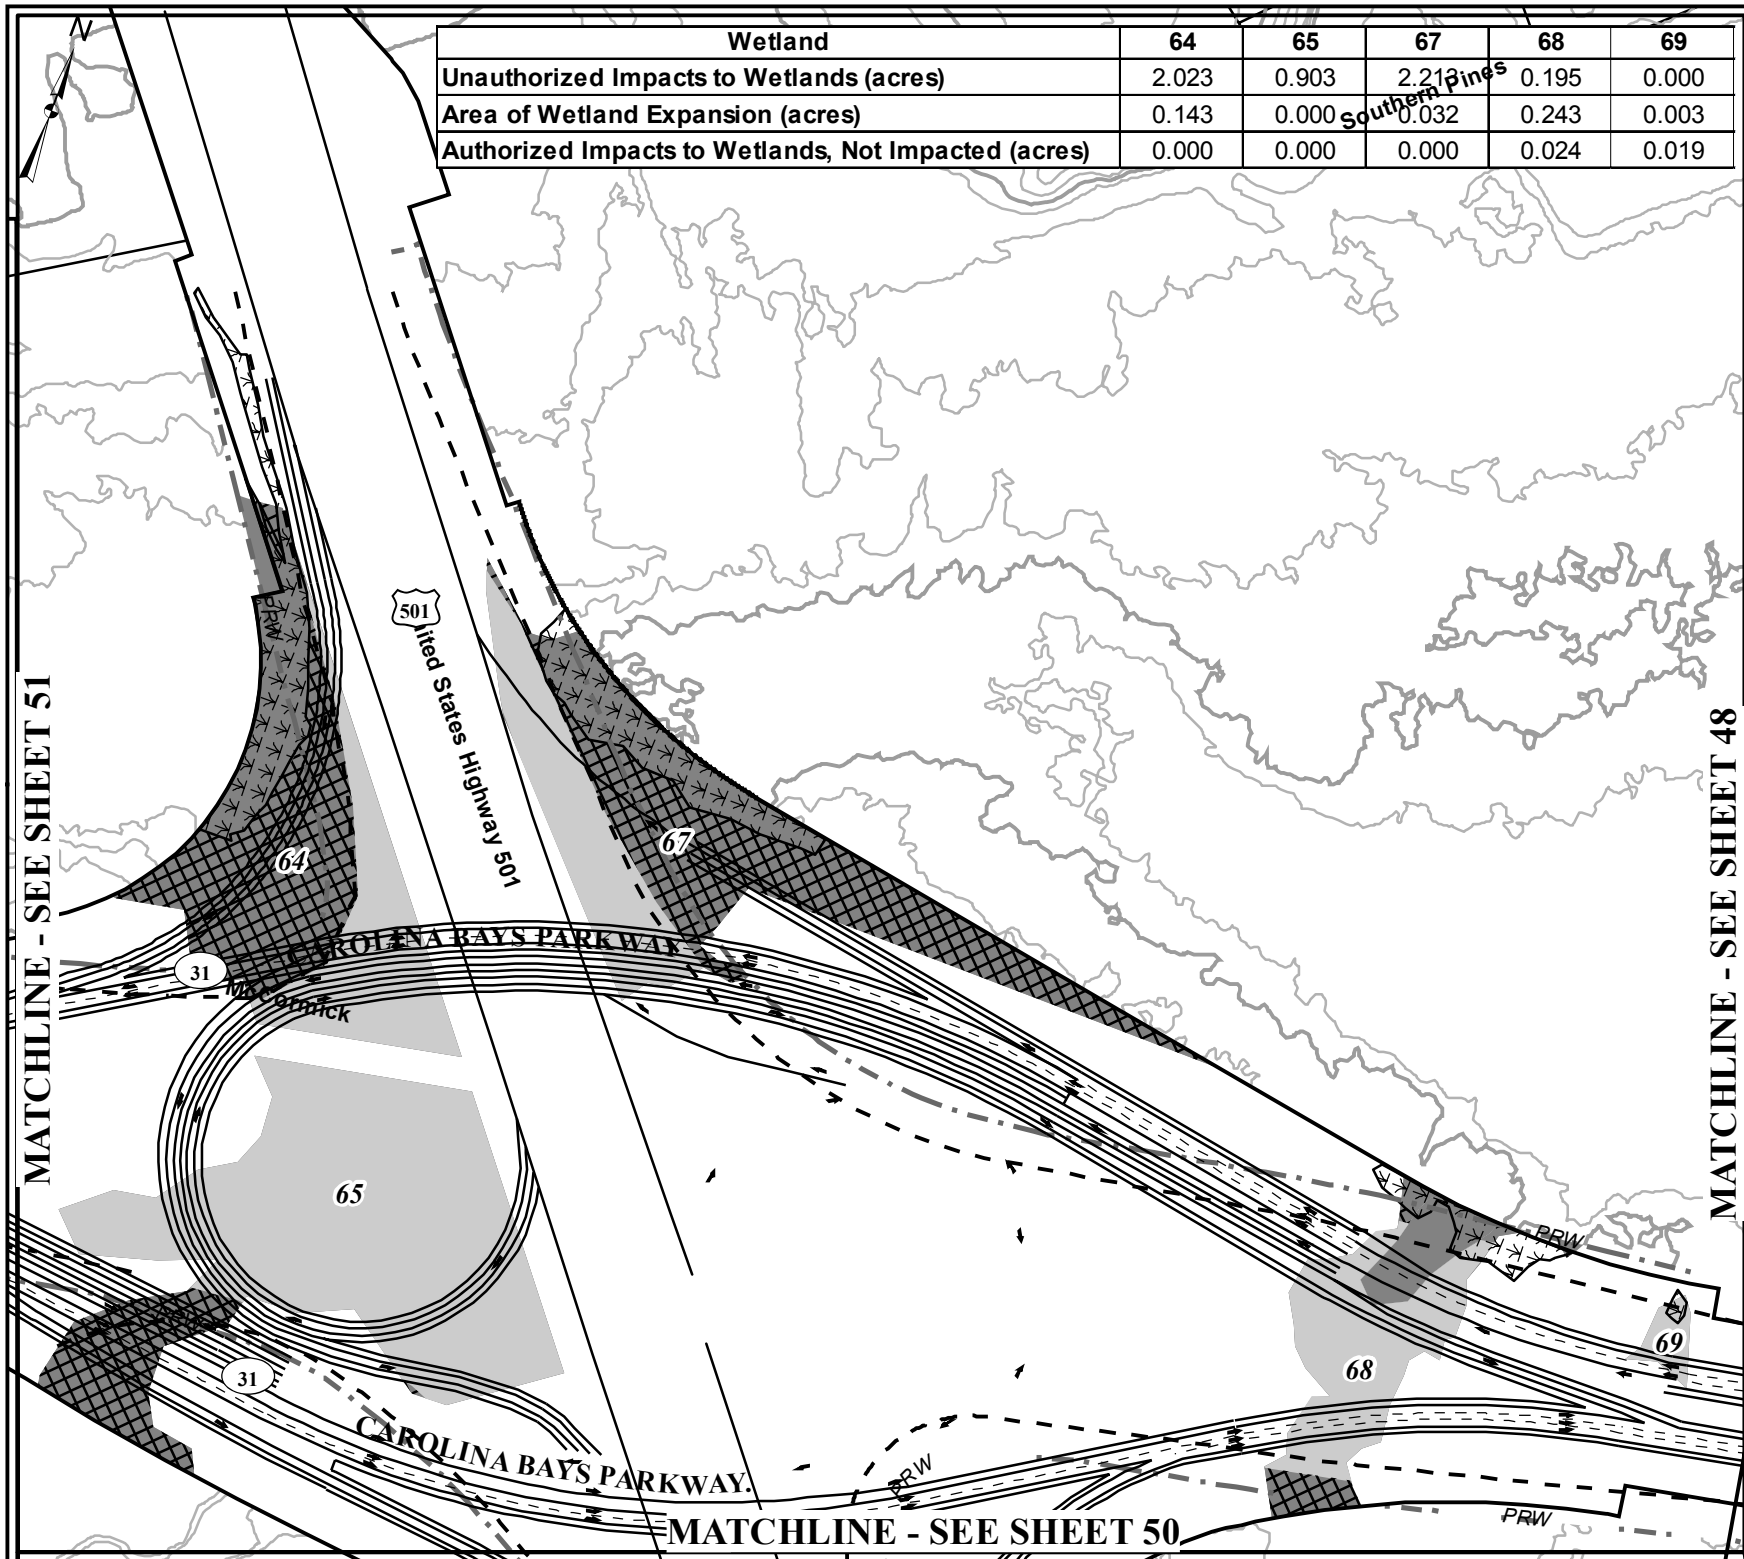 N
Wetland 64 65 67 68 69
Unauthorized Impacts to Wetlands (acres) 2.023 0.903 2.213 0.195 0.000
Area of Wetland Expansion (acres) 0.143 0.000 0.032 0.243 0.003
Authorized Impacts to Wetlands, Not Impacted (acres) 0.000 0.000 0.000 0.024 0.019
Southern Pines
501
United States Highway 501
PRW
MATCHLINE - SEE SHEET 51
MATCHLINE - SEE SHEET 48
64
67
CAROLINA BAYS PARKWAY
31
McCormick
65
PRW
69
68
31
CAROLINA BAYS PARKWAY.
PRW
PRW
MATCHLINE - SEE SHEET 50